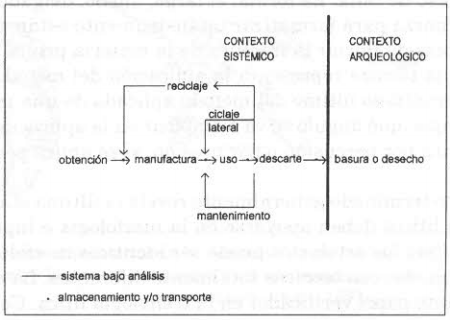 CONTEXTO CONTEXTO
SISTÉMICO ARQUEOLÓGICO
reciclaje
ciclaje
lateral
obtención manufactura uso descarte basura o desecho
mantenimiento
sistema bajo análisis
• almacenamiento y/o transporte